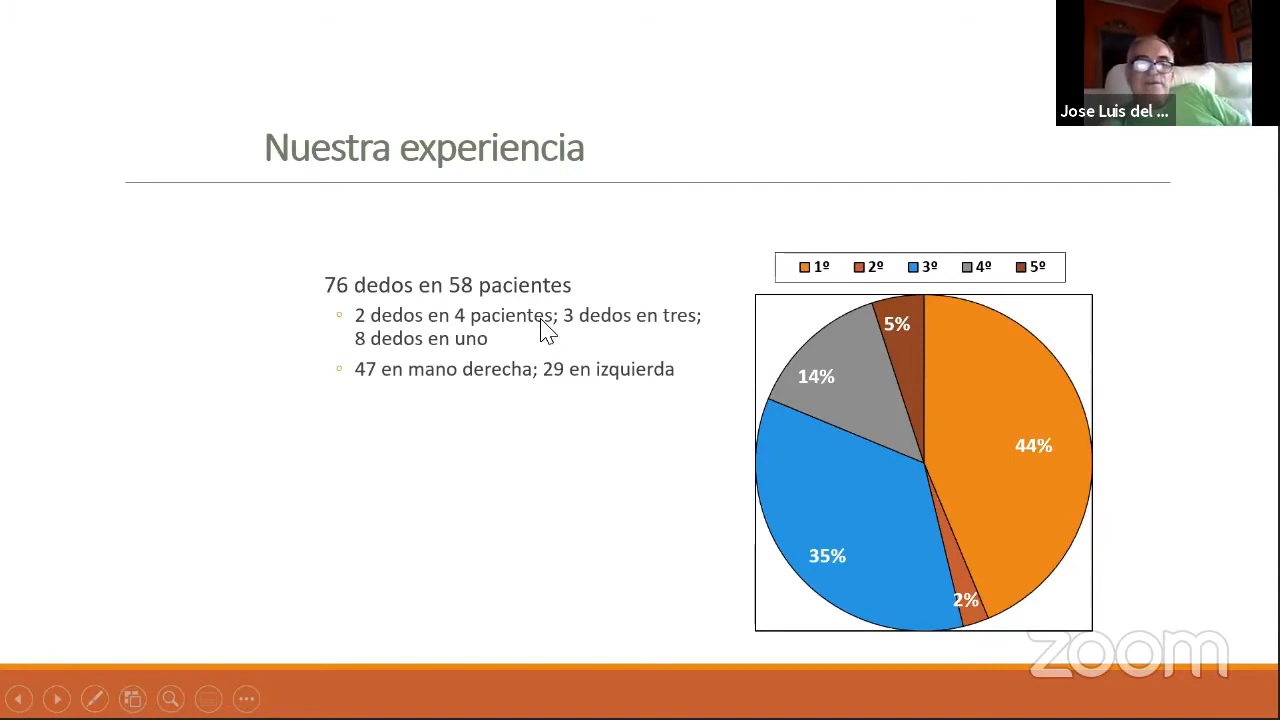 Jose Luis del ...
Nuestra experiencia
76 dedos en 58 pacientes
2 dedos en 4 pacientes; 3 dedos en tres;
8 dedos en uno
47 en mano derecha; 29 en izquierda
1º 2º 3º 4º 5º
5%
14%
44%
35%
2%
zoom